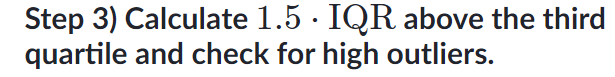 Step 3) Calculate 1.5 · IQR above the third
quartile and check for high outliers.